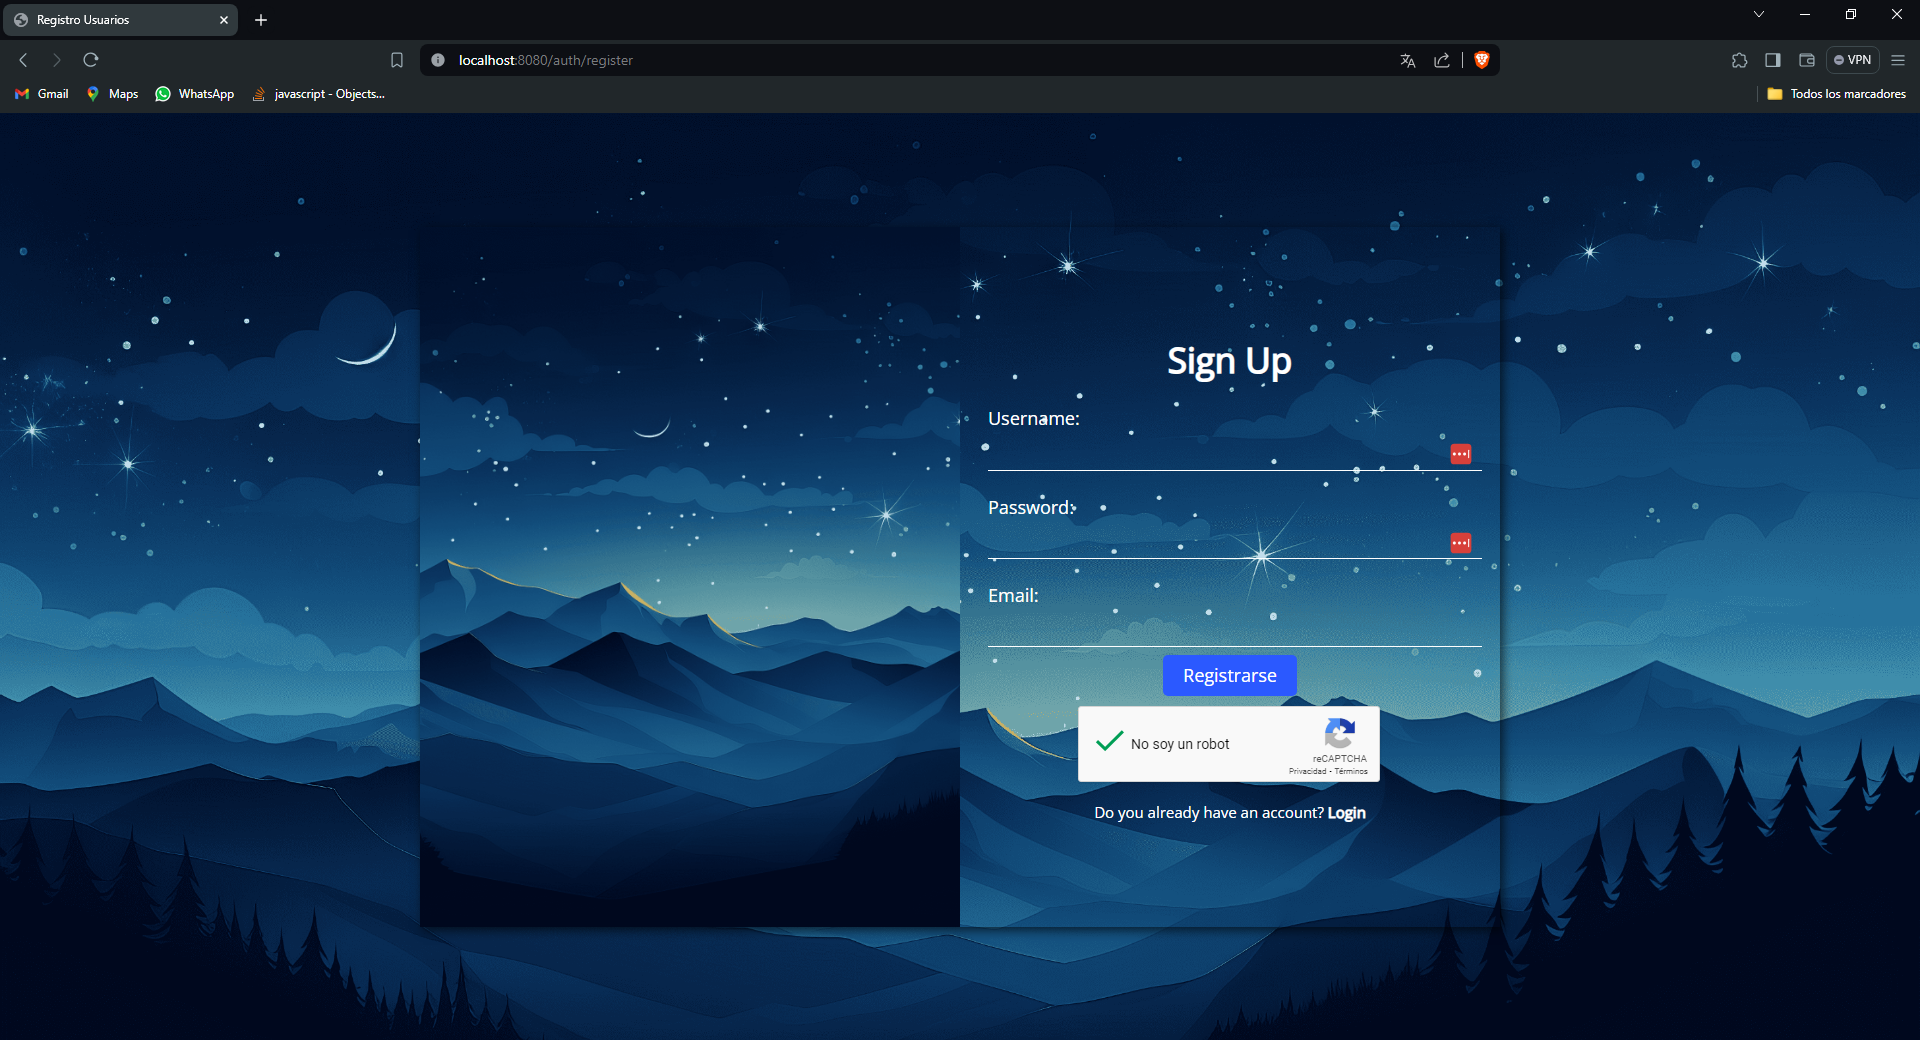 Registro Usuarios
localhost:8080/auth/register
VPN
Gmail
Maps
WhatsApp
javascript - Objects...
Todos los marcadores
Sign Up
Username:
Password:
Email:
Registrarse
No soy un robot
reCAPTCHA
Privacidad - Términos
Do you already have an account? Login